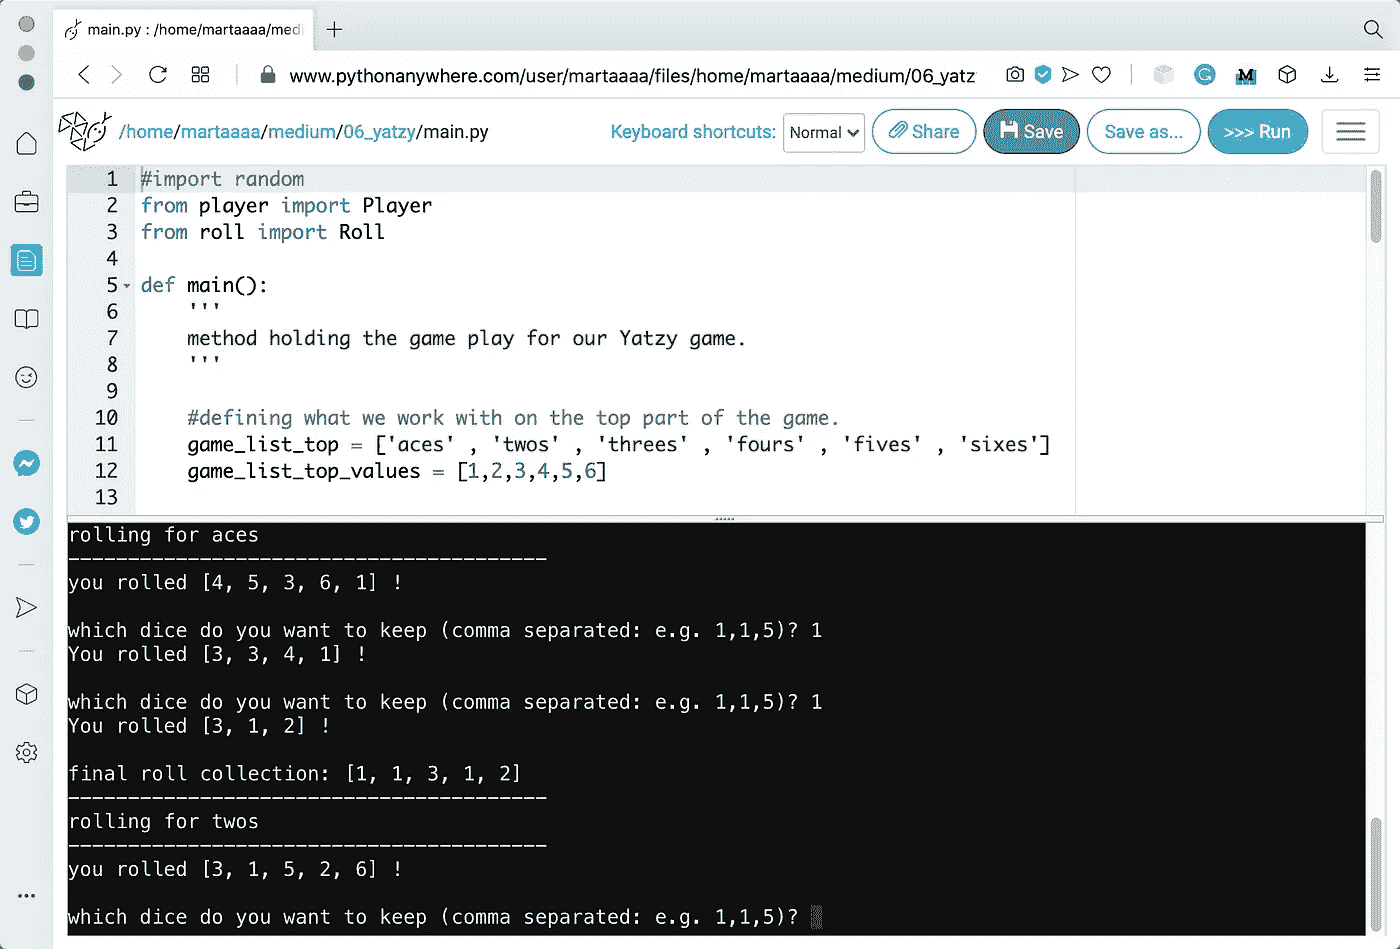 main.py : /home/martaaaa/med
www.pythonanywhere.com/user/martaaaa/files/home/martaaaa/medium/06_yatz
/home/martaaaa/medium/06_yatzy/main.py
Keyboard shortcuts: Normal Share Save Save as... >>> Run
1 #import random
2 from player import Player
3 from roll import Roll
4
5 def main():
6 '''
7 method holding the game play for our Yatzy game.
8 '''
9
10 #defining what we work with on the top part of the game.
11 game_list_top = ['aces' , 'twos' , 'threes' , 'fours' , 'fives' , 'sixes']
12 game_list_top_values = [1,2,3,4,5,6]
13
rolling for aces
----------------------------------------
you rolled [4, 5, 3, 6, 1] !
which dice do you want to keep (comma separated: e.g. 1,1,5)? 1
You rolled [3, 3, 4, 1] !
which dice do you want to keep (comma separated: e.g. 1,1,5)? 1
You rolled [3, 1, 2] !
final roll collection: [1, 1, 3, 1, 2]
----------------------------------------
rolling for twos
----------------------------------------
you rolled [3, 1, 5, 2, 6] !
which dice do you want to keep (comma separated: e.g. 1,1,5)?